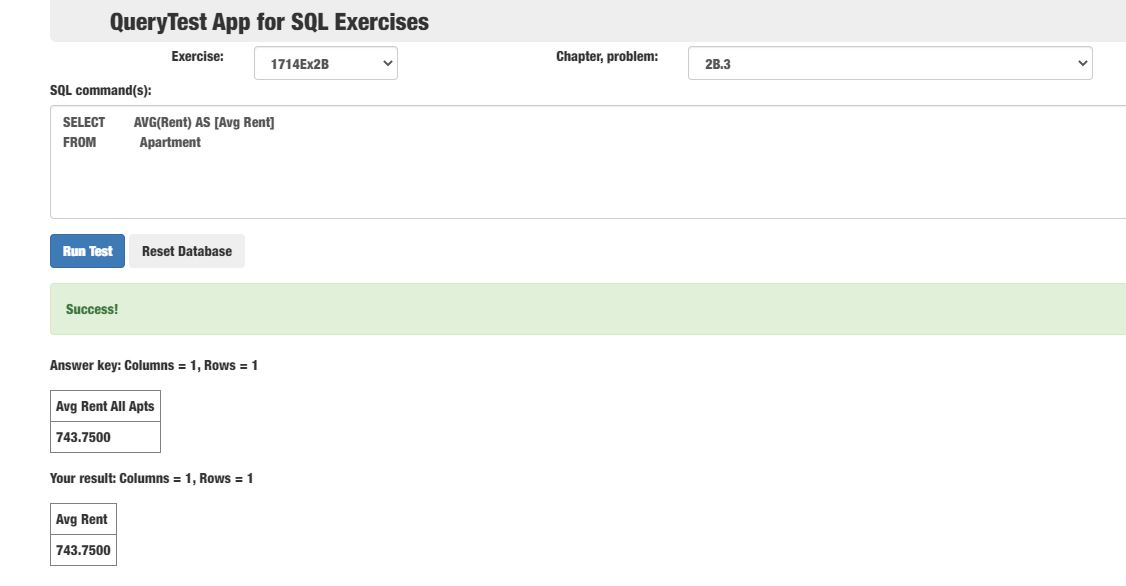 QueryTest App for SQL Exercises
Exercise: 1714Ex2B Chapter, problem: 2B.3
SQL command(s):
SELECT AVG(Rent) AS [Avg Rent]
FROM Apartment
Run Test Reset Database
Success!
Answer key: Columns = 1, Rows = 1
Avg Rent All Apts
743.7500
Your result: Columns = 1, Rows = 1
Avg Rent
743.7500